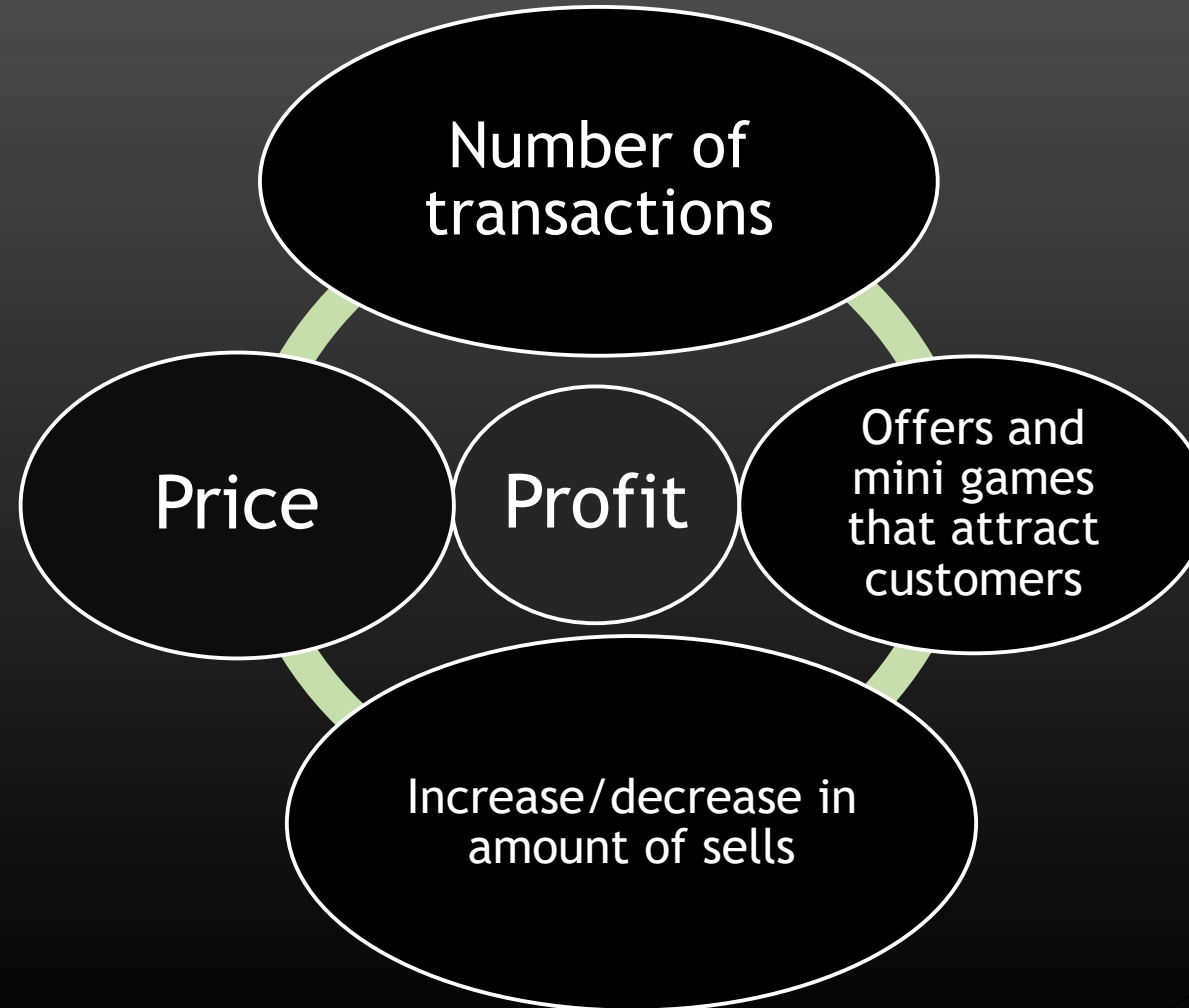 Number of
transactions
Price
Profit
Offers and
mini games
that attract
customers
Increase/decrease in
amount of sells